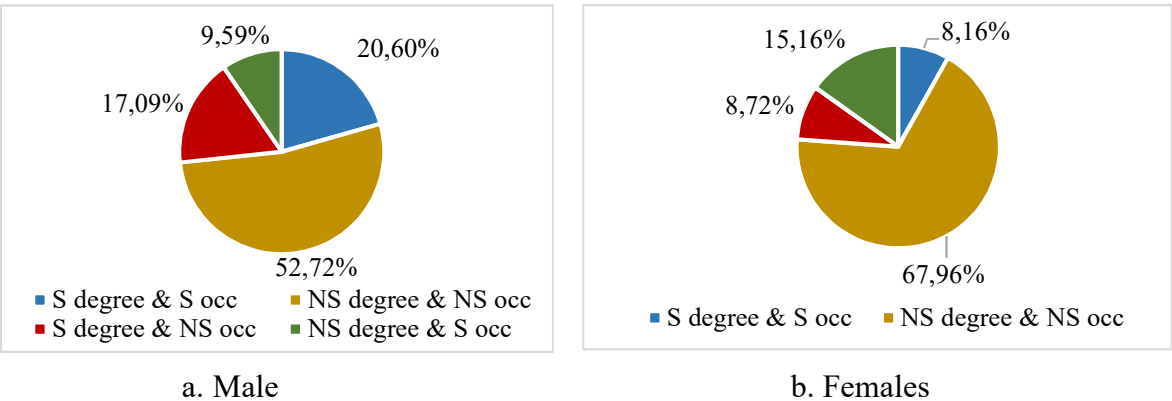 9,59%
20,60%
17,09%
52,72%
S degree & S occ
NS degree & NS occ
S degree & NS occ
NS degree & S occ
a. Male
15,16%
8,16%
8,72%
67,96%
S degree & S occ
NS degree & NS occ
b. Females